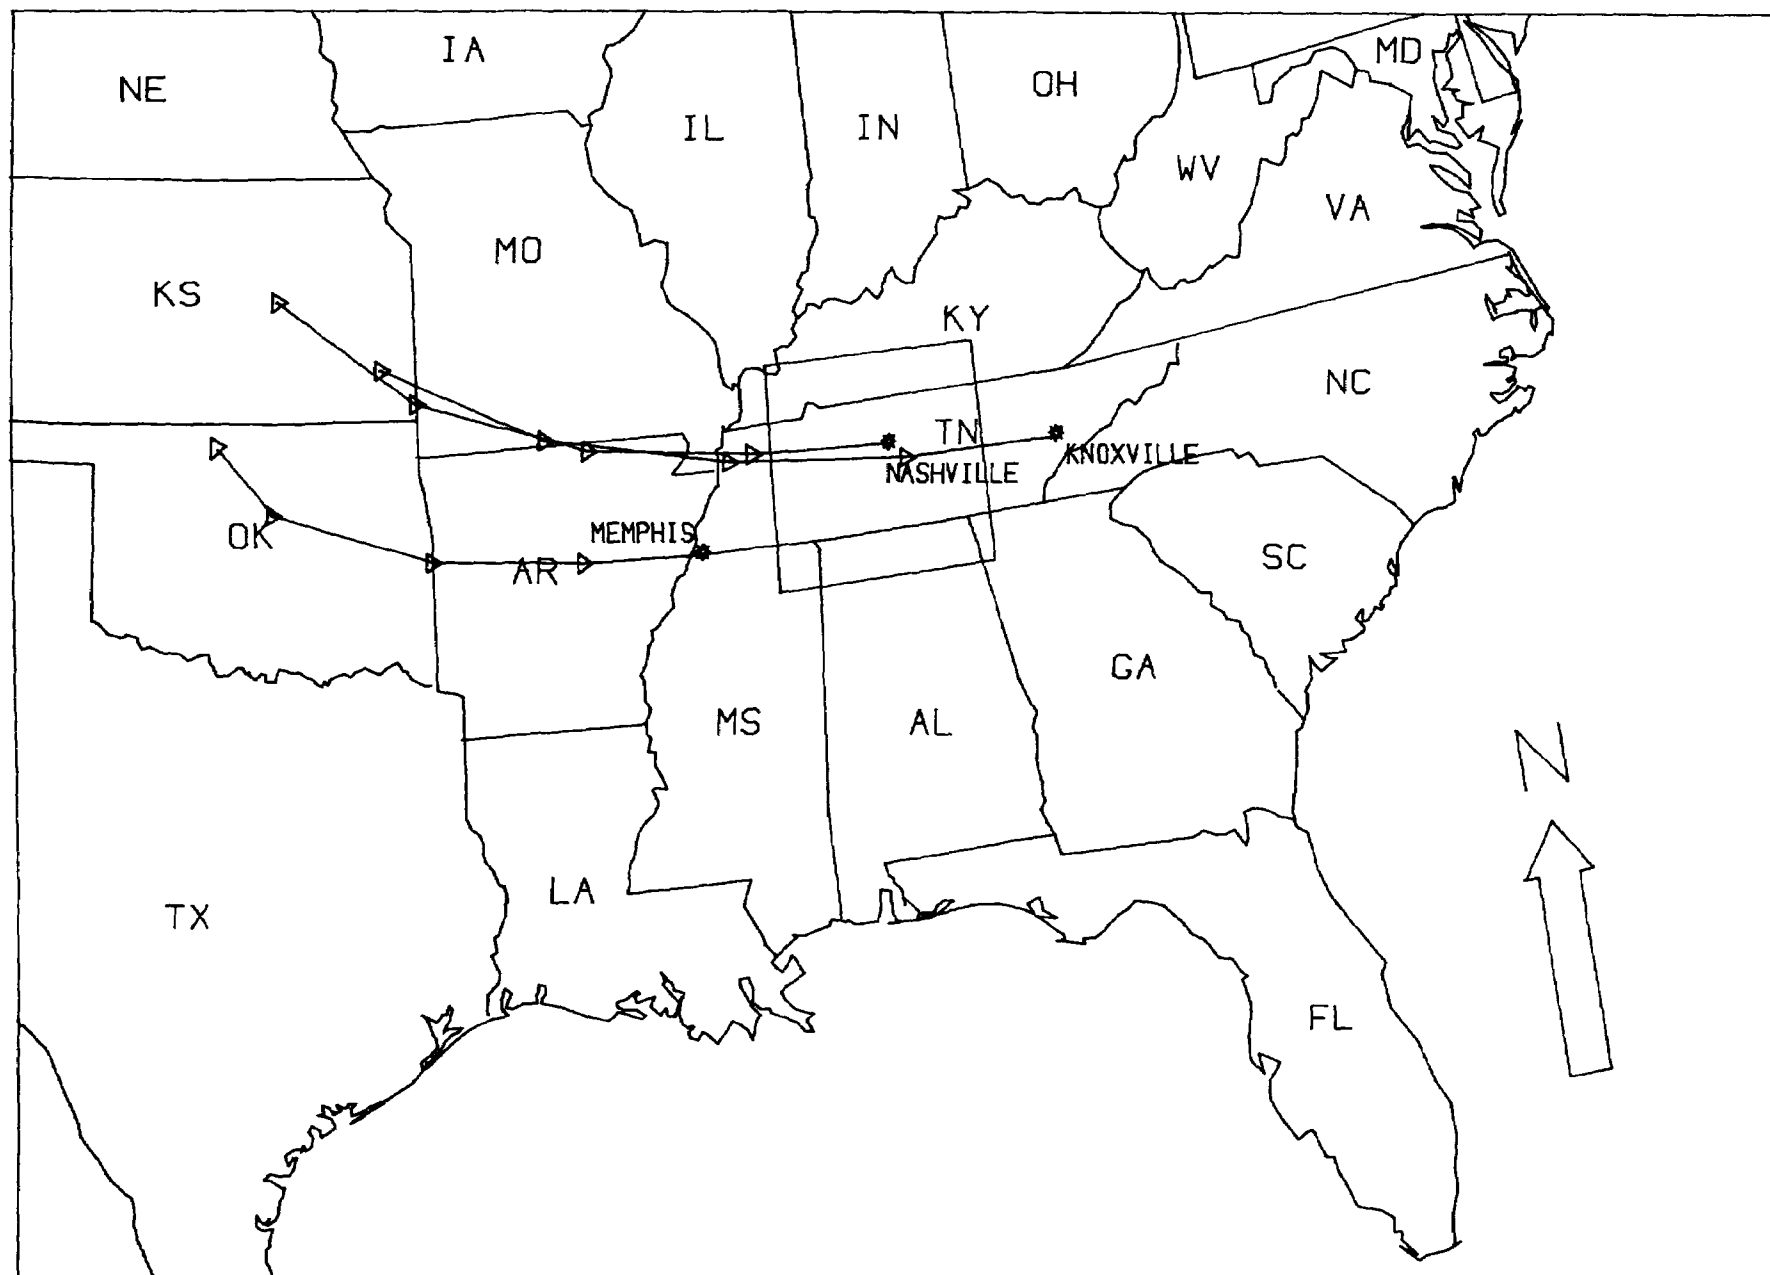 IA
MD
NE
OH
IL
IN
WV
VA
MO
KS
KY
NC
TN
KNOXVILLE
NASHVILLE
MEMPHIS
OK
AR
SC
GA
MS
AL
N
LA
TX
FL